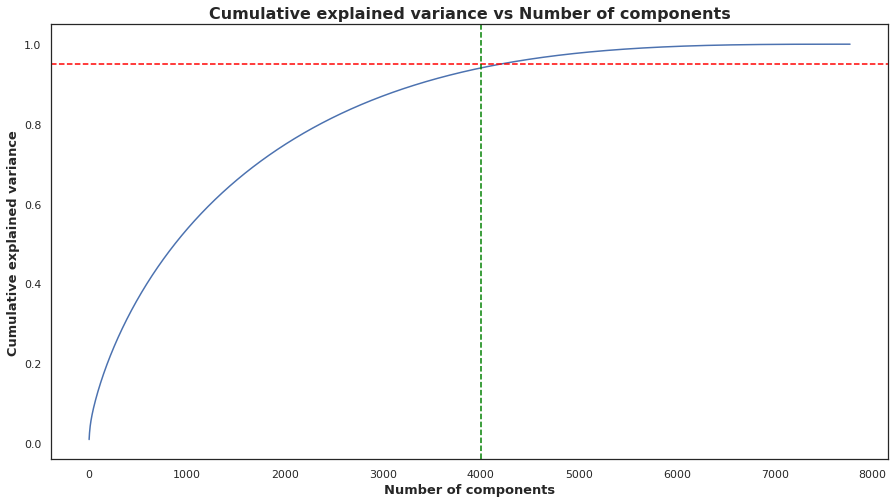 Cumulative explained variance vs Number of components
Cumulative explained variance
1.0
0.8
0.6
0.4
0.2
0.0
0 1000 2000 3000 4000 5000 6000 7000 8000
Number of components